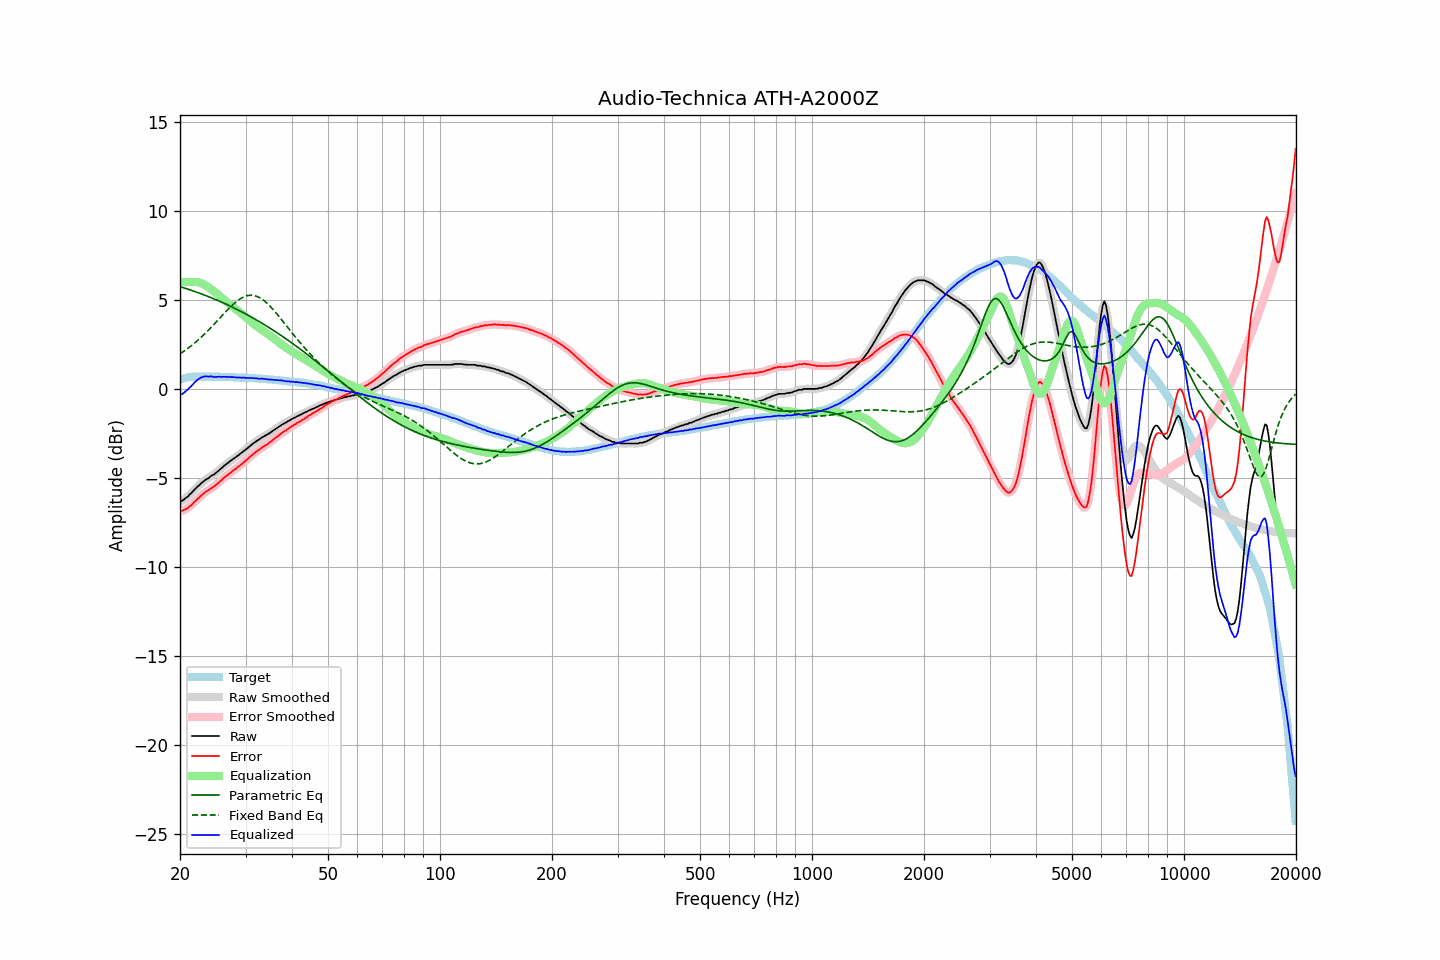 Audio-Technica ATH-A2000Z
15
10
5
0
−5
−10
−15
−20
−25
Amplitude (dBr)
Target
Raw Smoothed
Error Smoothed
Raw
Error
Equalization
Parametric Eq
Fixed Band Eq
Equalized
20 50 100 200 500 1000 2000 5000 10000 20000
Frequency (Hz)